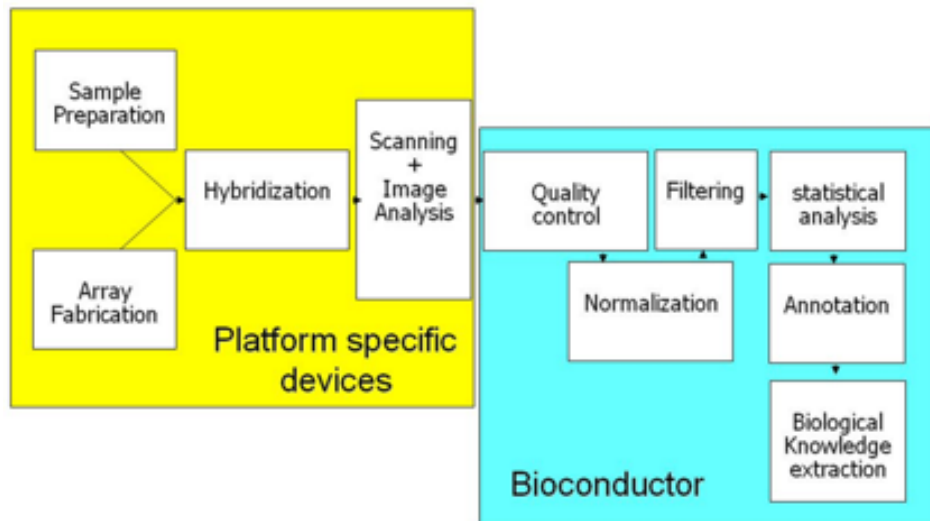 Sample
Preparation
Array
Fabrication
Hybridization
Scanning
+
Image
Analysis
Platform specific
devices
Quality
control
Normalization
Filtering
statistical
analysis
Annotation
Biological
Knowledge
extraction
Bioconductor